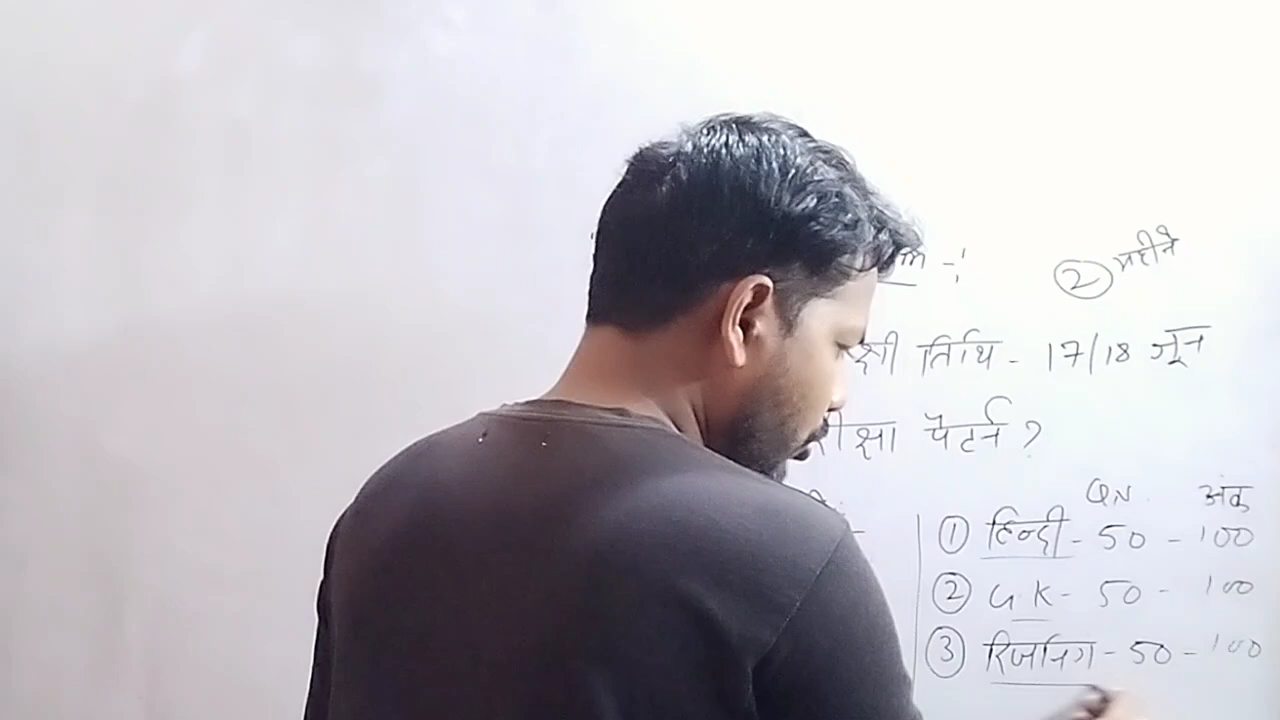 ② महीने
तिथि - 17/18 जून
पैटर्न ?
QN. अंक
① हिन्दी - 50 - 100
② GK - 50 - 100
③ रिजनिंग - 50 - 100